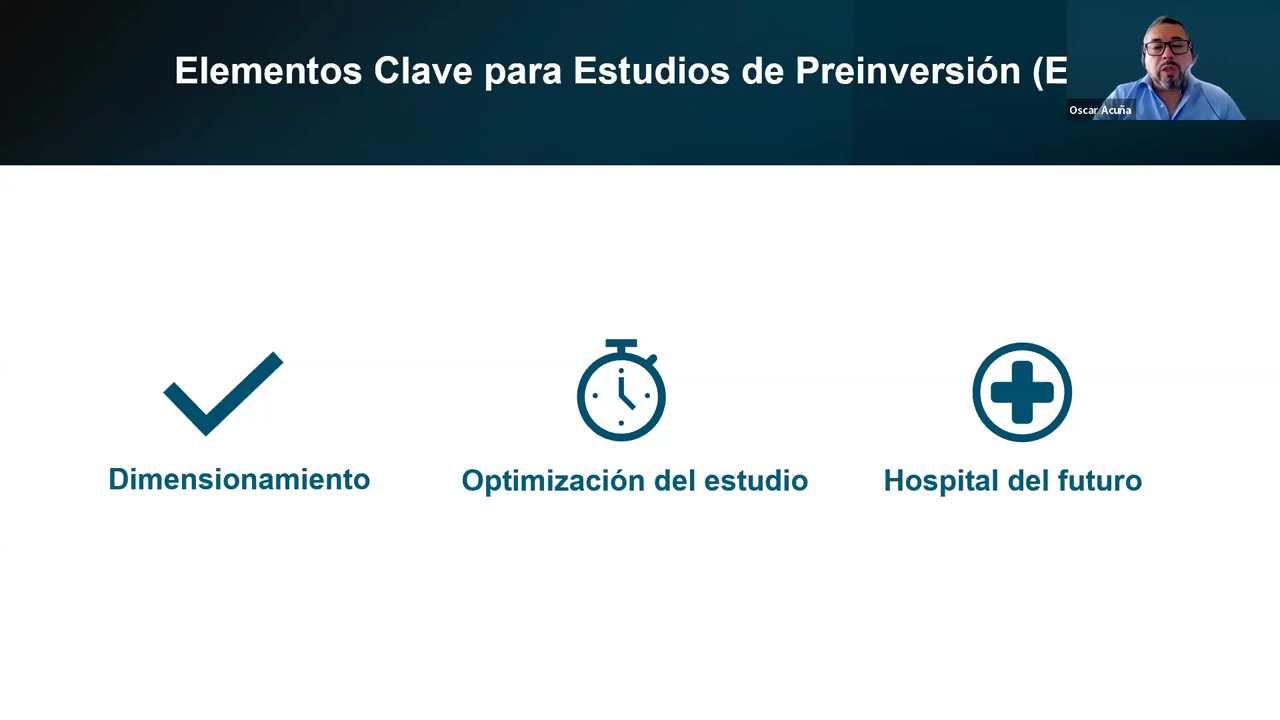 Elementos Clave para Estudios de Preinversión (E
Oscar Acuña
Dimensionamiento
Optimización del estudio
Hospital del futuro